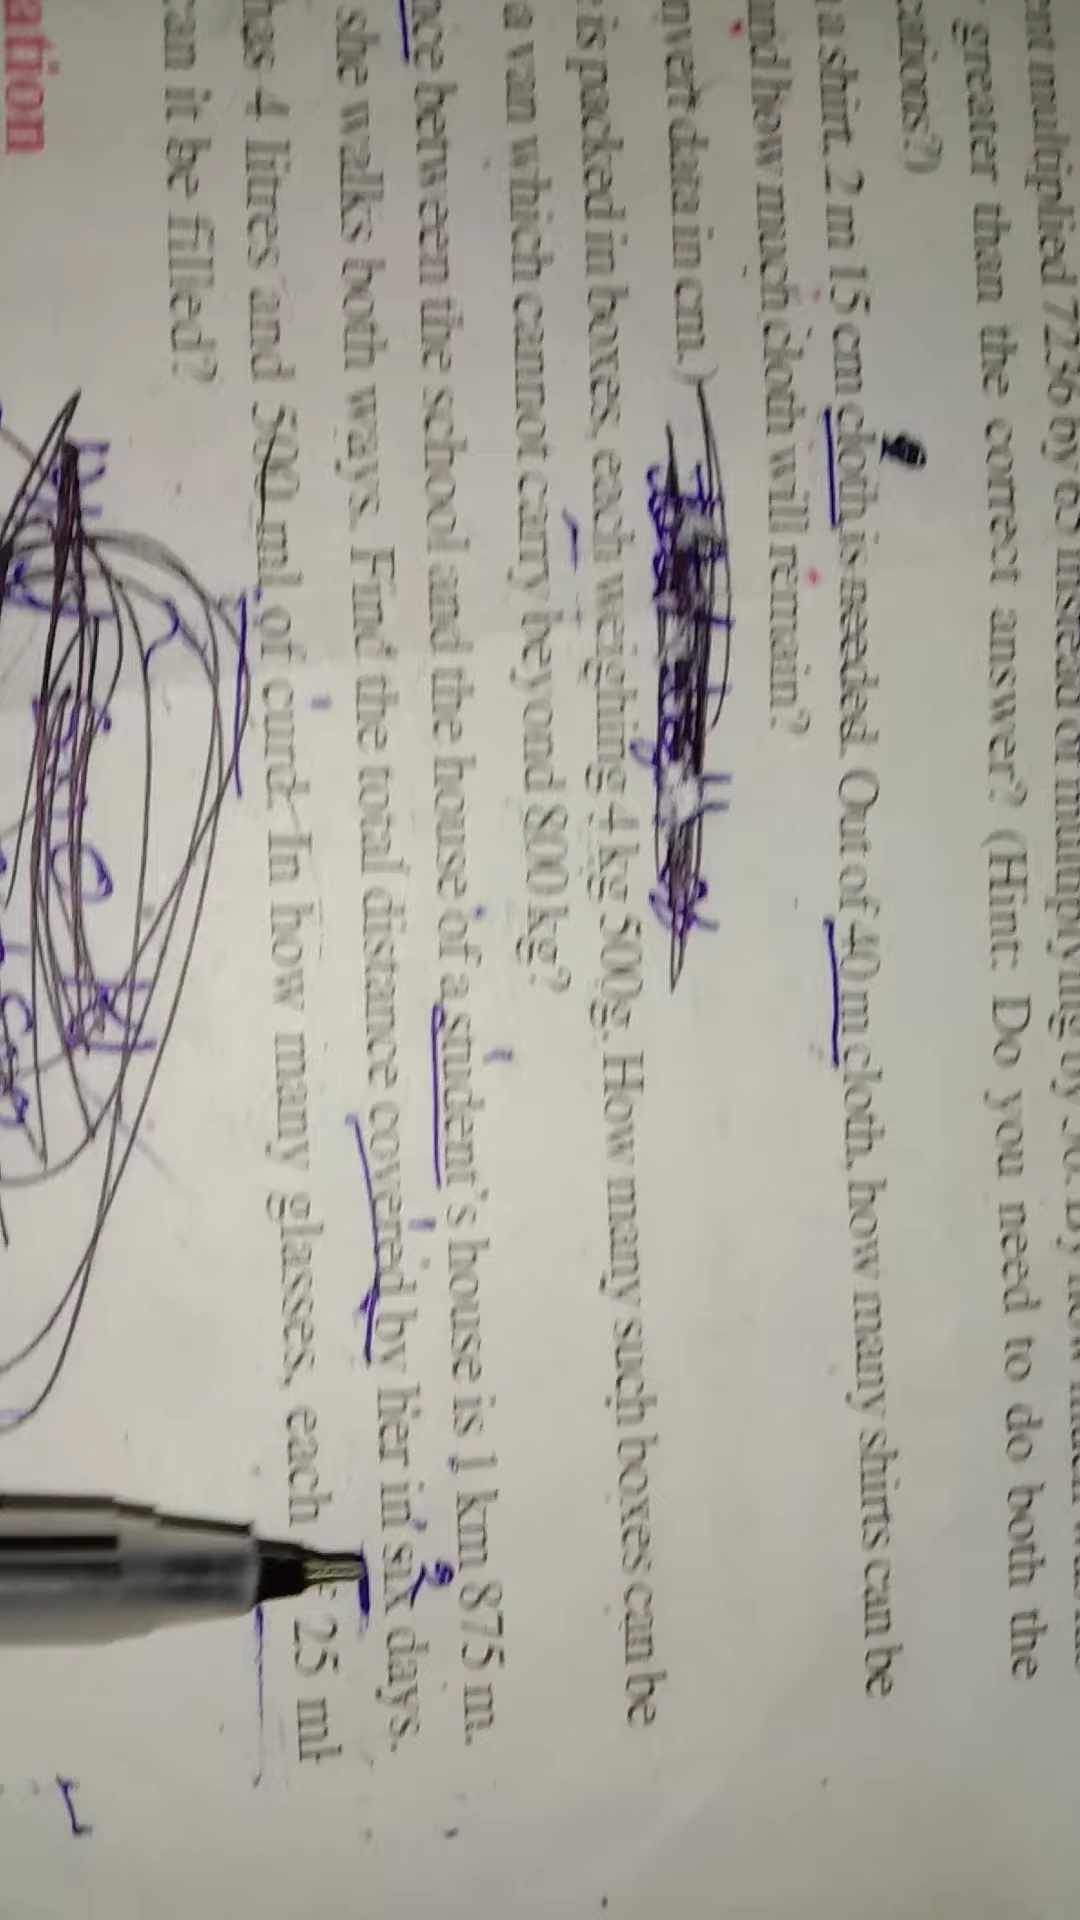 ent multiplied 7236 by 65 instead of multiplying by 56. By how much was
greater than the correct answer? (Hint: Do you need to do both the
cations?)
a shirt, 2 m 15 cm cloth is needed. Out of 40 m cloth, how many shirts can be
and how much cloth will remain?
nvert data in cm.)
is packed in boxes, each weighing 4 kg 500g. How many such boxes can be
a van which cannot carry beyond 800 kg?
nce between the school and the house of a student's house is 1 km 875 m.
she walks both ways. Find the total distance covered by her in six days.
has 4 litres and 500 ml of curd. In how many glasses, each 25 ml
can it be filled?
ation